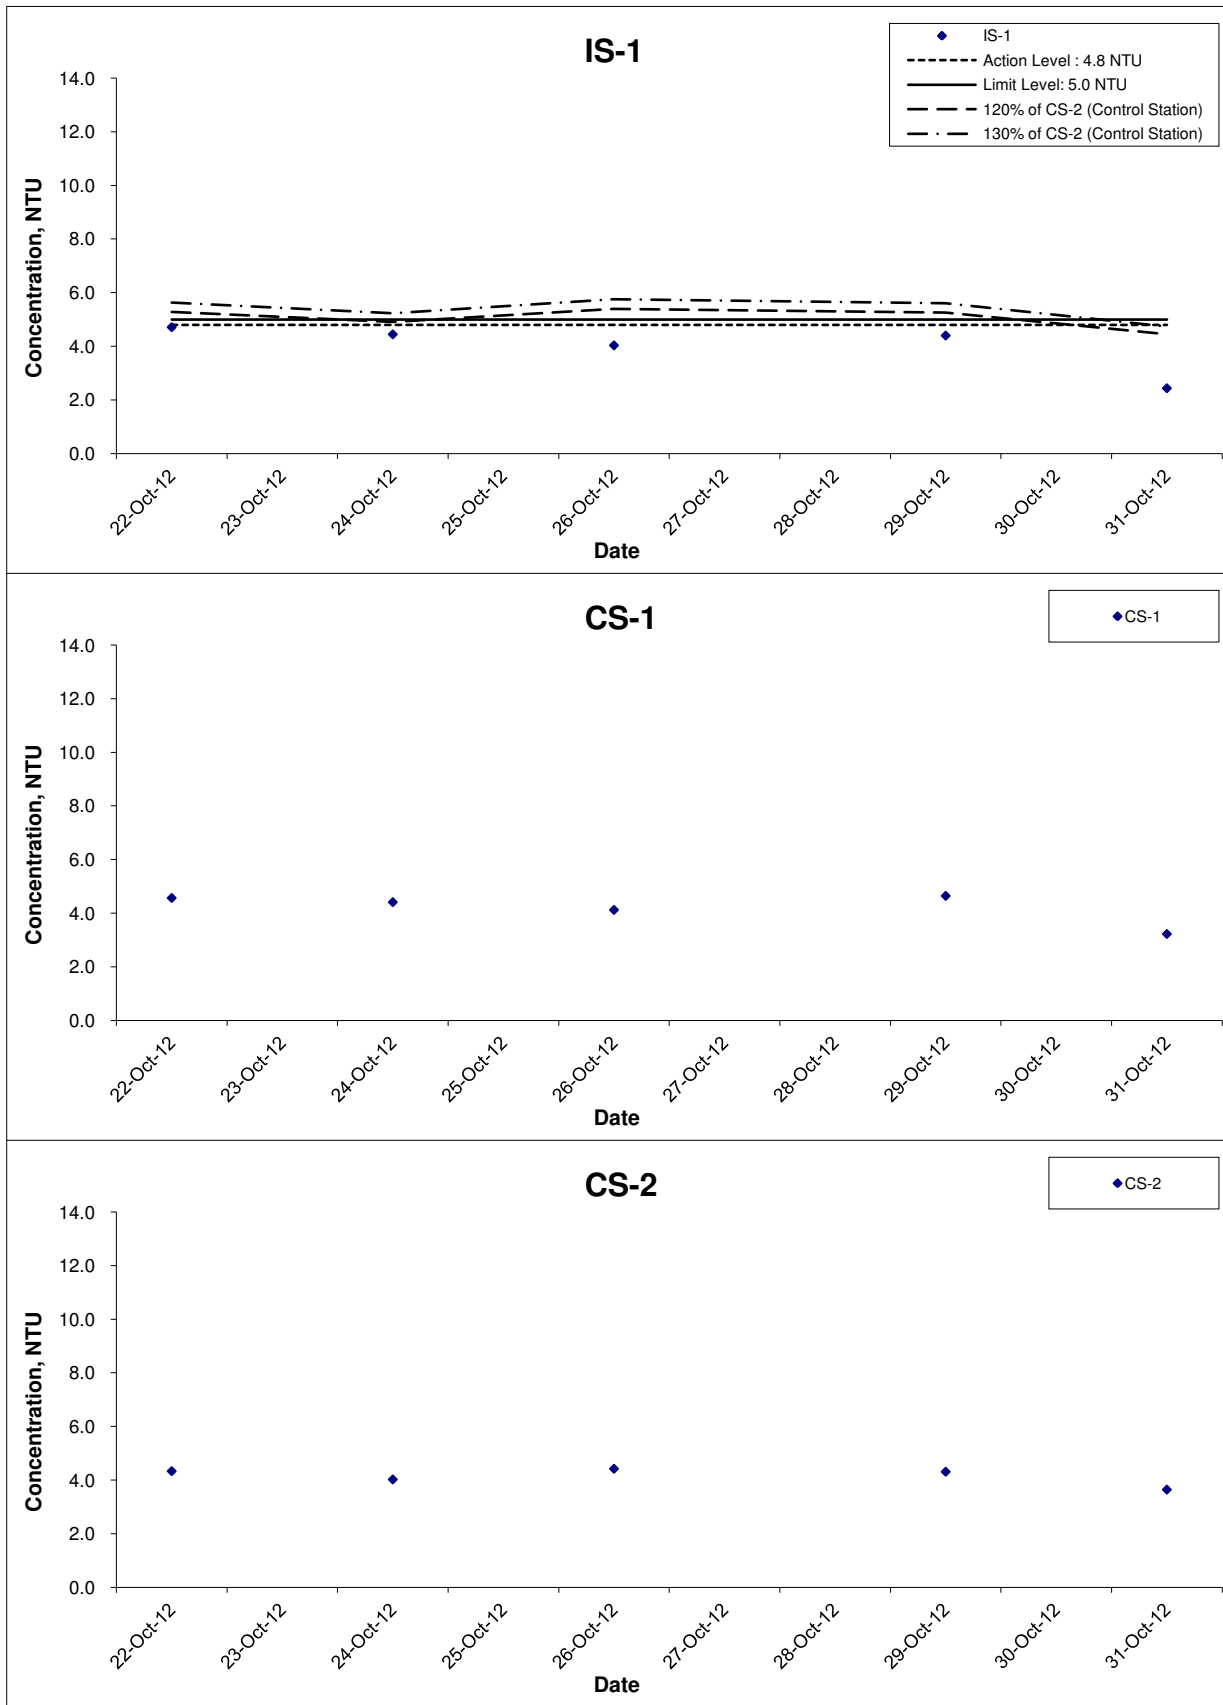 IS-1
IS-1
Action Level : 4.8 NTU
Limit Level: 5.0 NTU
120% of CS-2 (Control Station)
130% of CS-2 (Control Station)
Concentration, NTU
14.0
12.0
10.0
8.0
6.0
4.0
2.0
0.0
22-Oct-12
23-Oct-12
24-Oct-12
25-Oct-12
26-Oct-12
27-Oct-12
28-Oct-12
29-Oct-12
30-Oct-12
31-Oct-12
Date
CS-1
CS-1
Concentration, NTU
14.0
12.0
10.0
8.0
6.0
4.0
2.0
0.0
22-Oct-12
23-Oct-12
24-Oct-12
25-Oct-12
26-Oct-12
27-Oct-12
28-Oct-12
29-Oct-12
30-Oct-12
31-Oct-12
Date
CS-2
CS-2
Concentration, NTU
14.0
12.0
10.0
8.0
6.0
4.0
2.0
0.0
22-Oct-12
23-Oct-12
24-Oct-12
25-Oct-12
26-Oct-12
27-Oct-12
28-Oct-12
29-Oct-12
30-Oct-12
31-Oct-12
Date